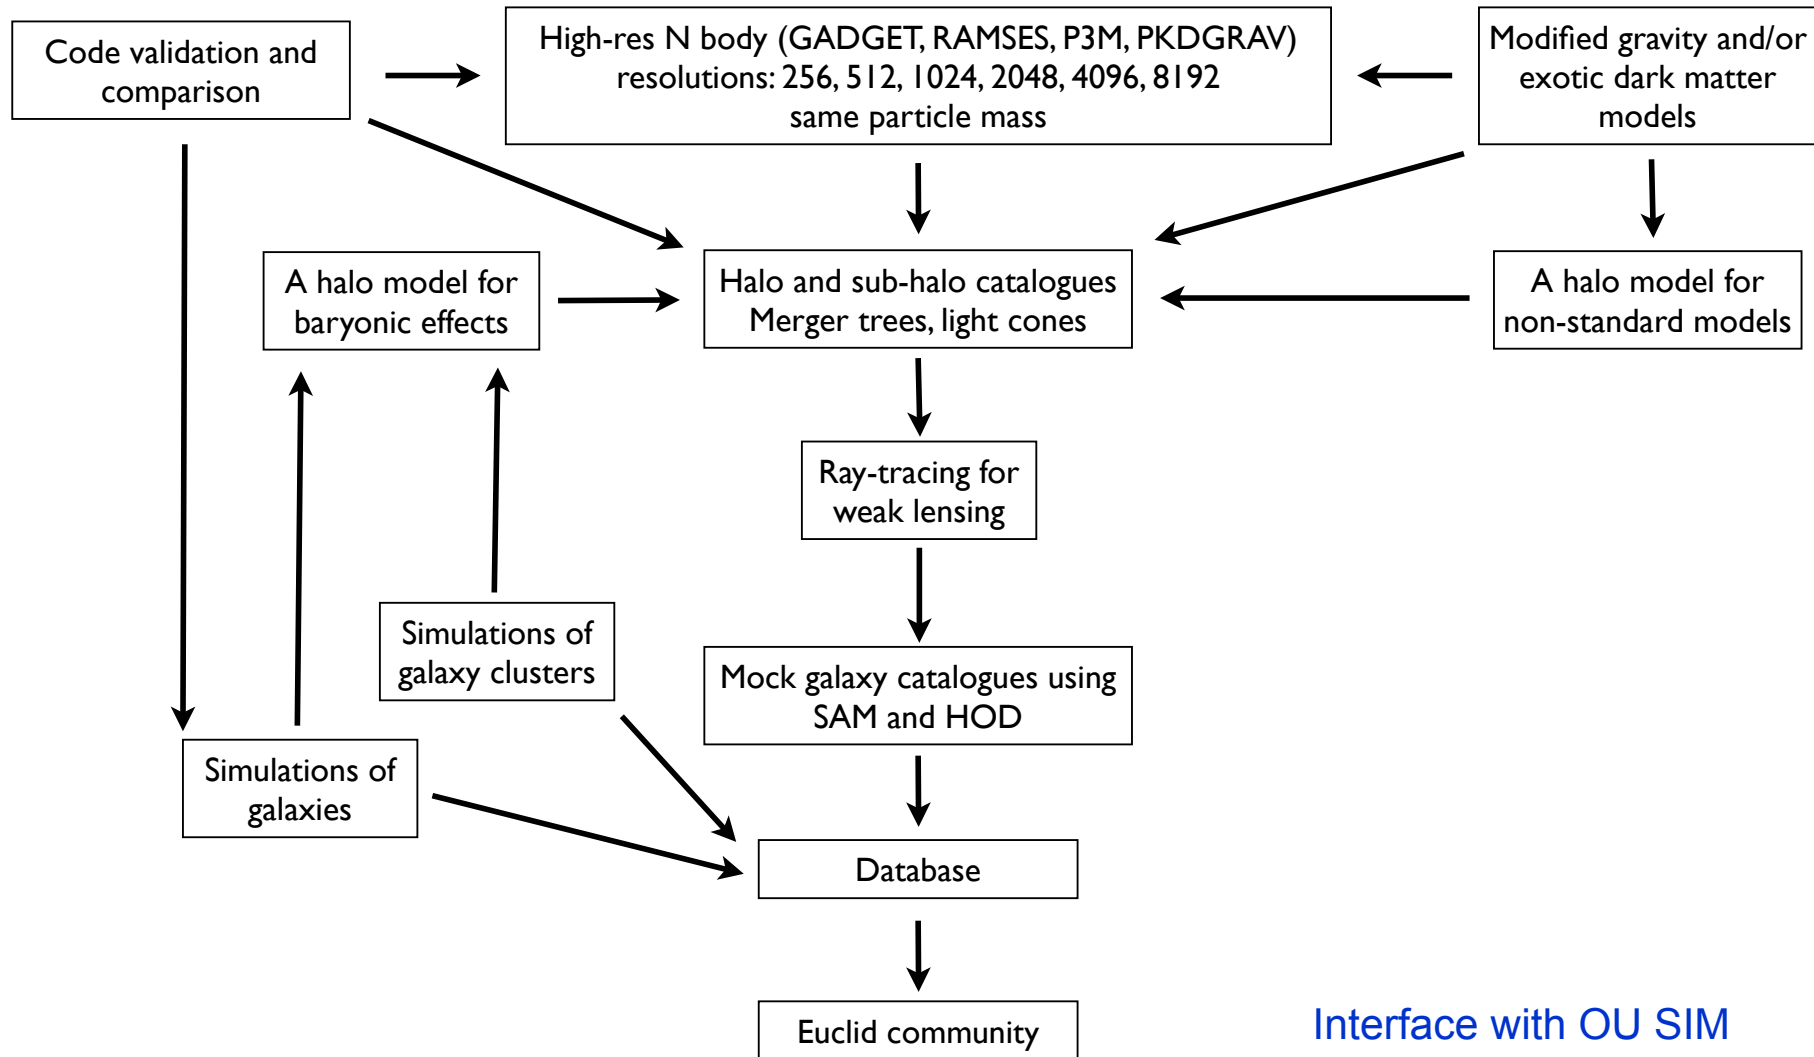 Code validation and
comparison
High-res N body (GADGET, RAMSES, P3M, PKDGRAV)
resolutions: 256, 512, 1024, 2048, 4096, 8192
same particle mass
Modified gravity and/or
exotic dark matter
models
A halo model for
baryonic effects
Halo and sub-halo catalogues
Merger trees, light cones
A halo model for
non-standard models
Ray-tracing for
weak lensing
Simulations of
galaxy clusters
Mock galaxy catalogues using
SAM and HOD
Simulations of
galaxies
Database
Euclid community
Interface with OU SIM